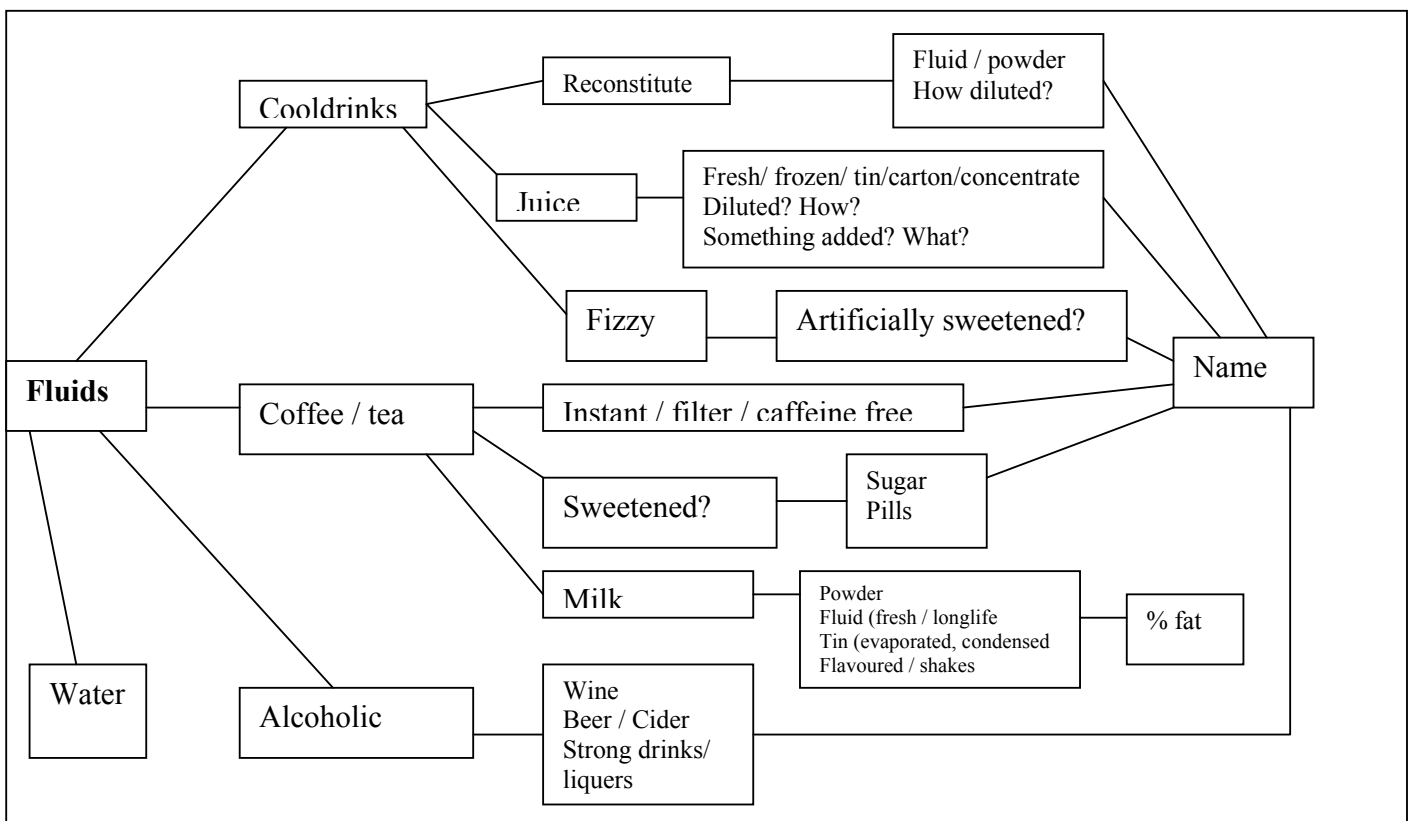 Cooldrinks
Reconstitute
Fluid / powder
How diluted?
Juice
Fresh/ frozen/ tin/carton/concentrate
Diluted? How?
Something added? What?
Fizzy
Artificially sweetened?
Name
Fluids
Coffee / tea
Instant / filter / caffeine free
Sweetened?
Sugar
Pills
Milk
Powder
Fluid (fresh / longlife
Tin (evaporated, condensed
Flavoured / shakes
% fat
Water
Alcoholic
Wine
Beer / Cider
Strong drinks/
liquers